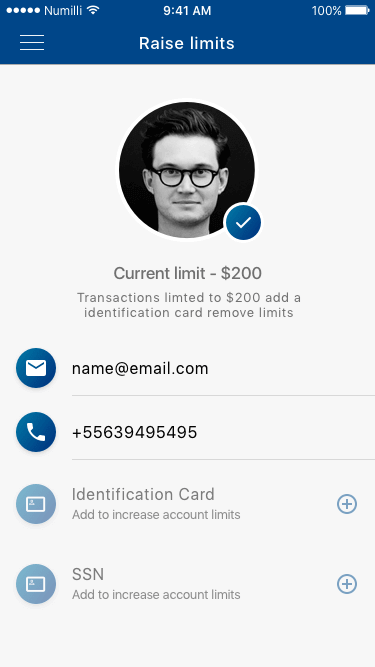 Numilli 9:41 AM 100%
Raise limits
Current limit - $200
Transactions limted to $200 add a
identification card remove limits
name@email.com
+55639495495
Identification Card
Add to increase account limits
SSN
Add to increase account limits